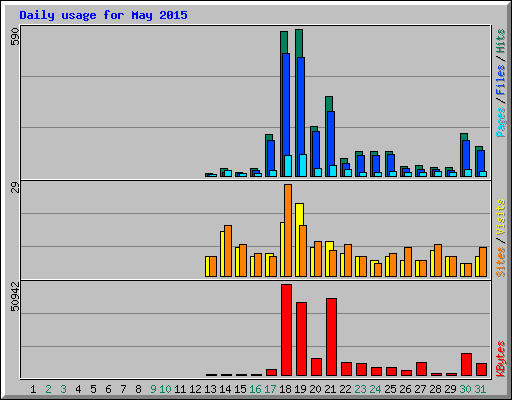 Daily usage for May 2015
590
Pages / Files / Hits
29
Sites / Visits
50942
KBytes
1 2 3 4 5 6 7 8 9 10 11 12 13 14 15 16 17 18 19 20 21 22 23 24 25 26 27 28 29 30 31